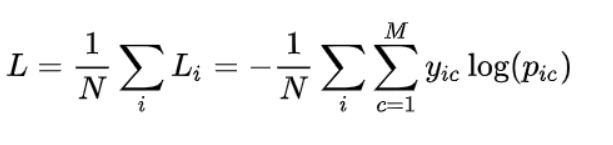 L = \frac{1}{N} \sum_{i} L_i = -\frac{1}{N} \sum_{i} \sum_{c=1}^{M} y_{ic} \log(p_{ic})